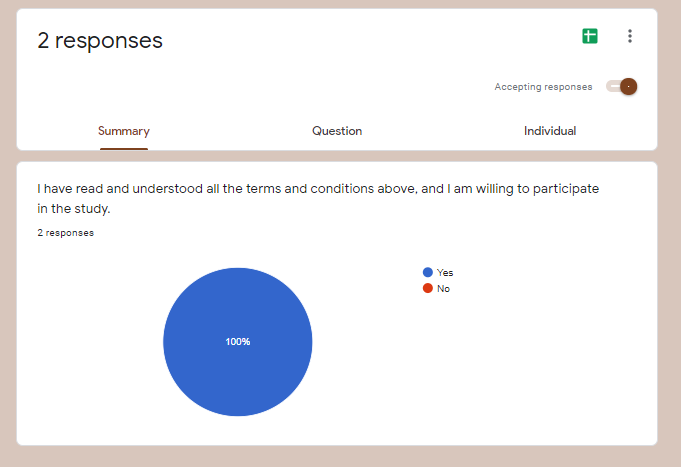 2 responses
Accepting responses
Summary
Question
Individual
I have read and understood all the terms and conditions above, and I am willing to participate
in the study.
2 responses
Yes
No
100%